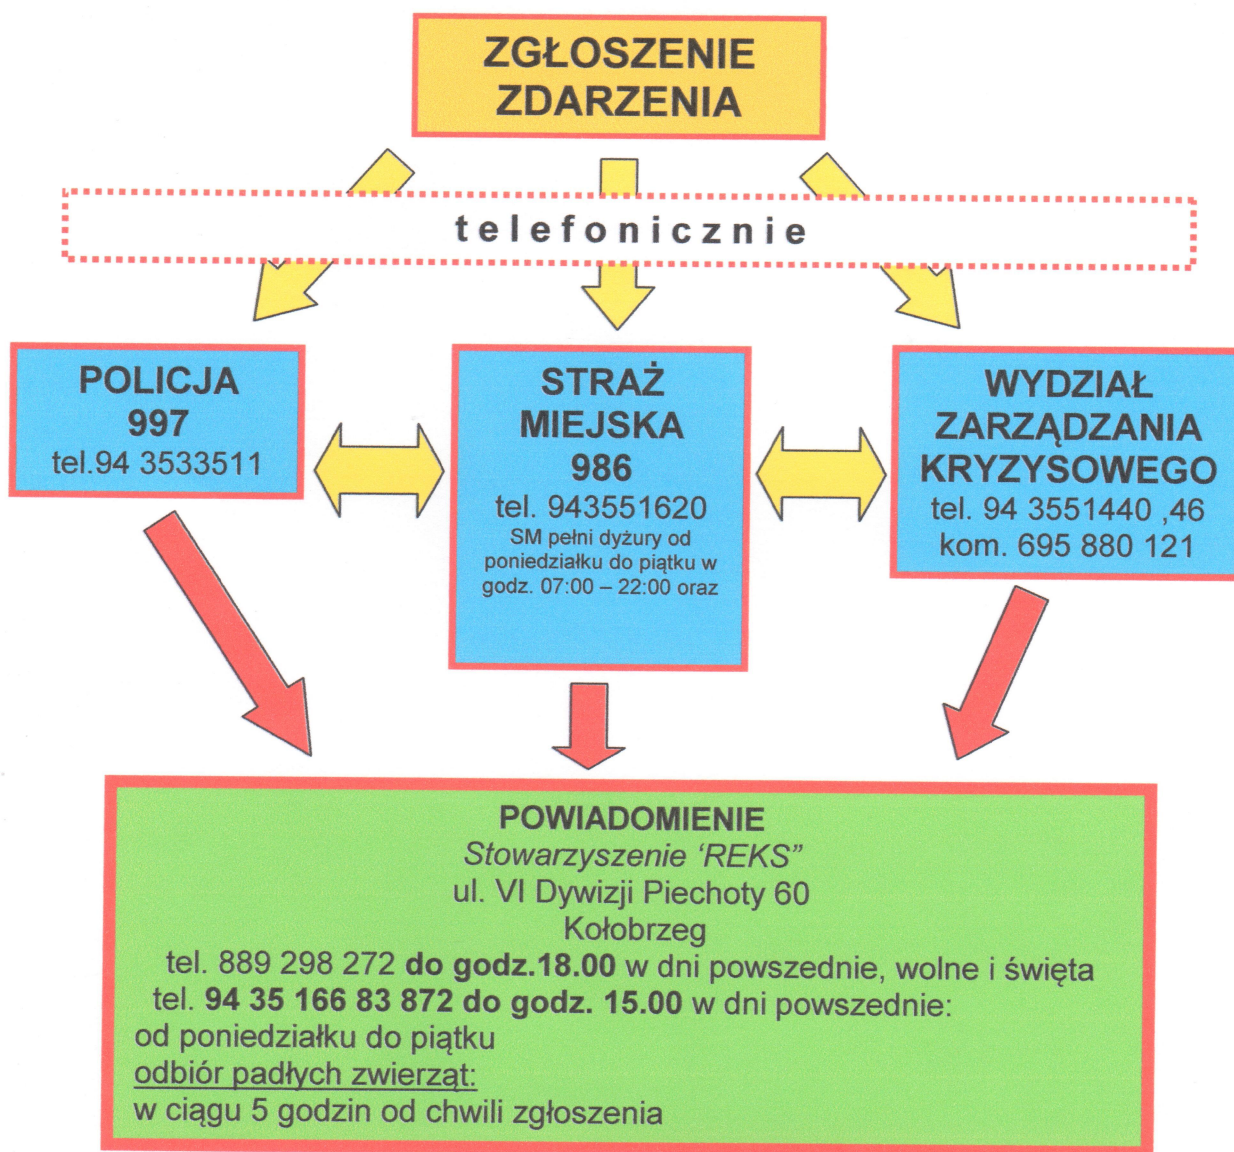 ZGŁOSZENIE
ZDARZENIA
telefonicznie
POLICJA
997
tel.94 3533511
STRAŻ
MIEJSKA
986
tel. 943551620
SM pełni dyżury od
poniedziałku do piątku w
godz. 07:00 – 22:00 oraz
WYDZIAŁ
ZARZĄDZANIA
KRYZYSOWEGO
tel. 94 3551440 ,46
kom. 695 880 121
POWIADOMIENIE
Stowarzyszenie ‘REKS”
ul. VI Dywizji Piechoty 60
Kołobrzeg
tel. 889 298 272 do godz.18.00 w dni powszednie, wolne i święta
tel. 94 35 166 83 872 do godz. 15.00 w dni powszednie:
od poniedziałku do piątku
odbiór padłych zwierząt:
w ciągu 5 godzin od chwili zgłoszenia